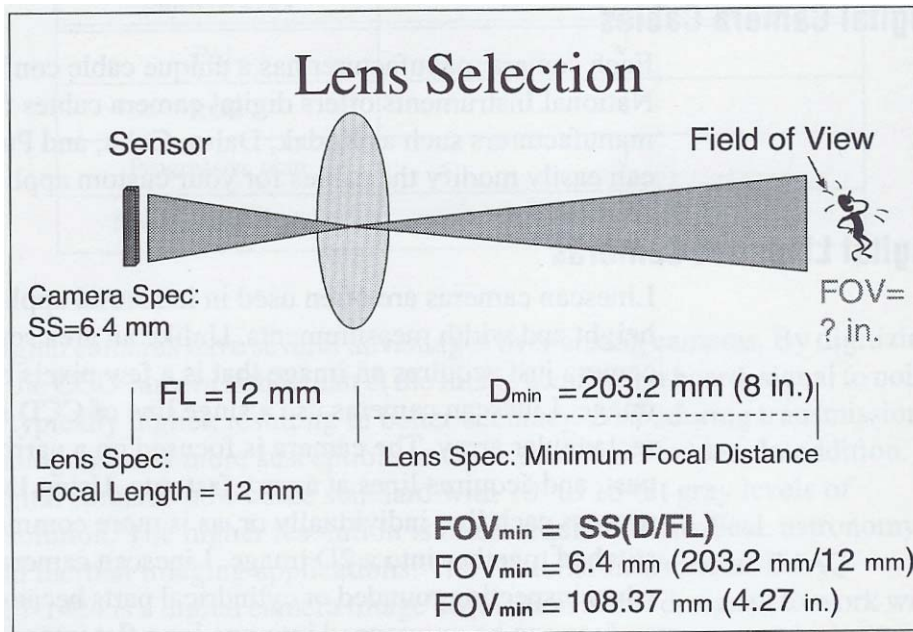 Lens Selection
Sensor
Field of View
Camera Spec:
SS=6.4 mm
FOV=
? in.
FL =12 mm
Dmin =203.2 mm (8 in.)
Lens Spec:
Focal Length = 12 mm
Lens Spec: Minimum Focal Distance
FOVmin = SS(D/FL)
FOVmin = 6.4 mm (203.2 mm/12 mm)
FOVmin = 108.37 mm (4.27 in.)